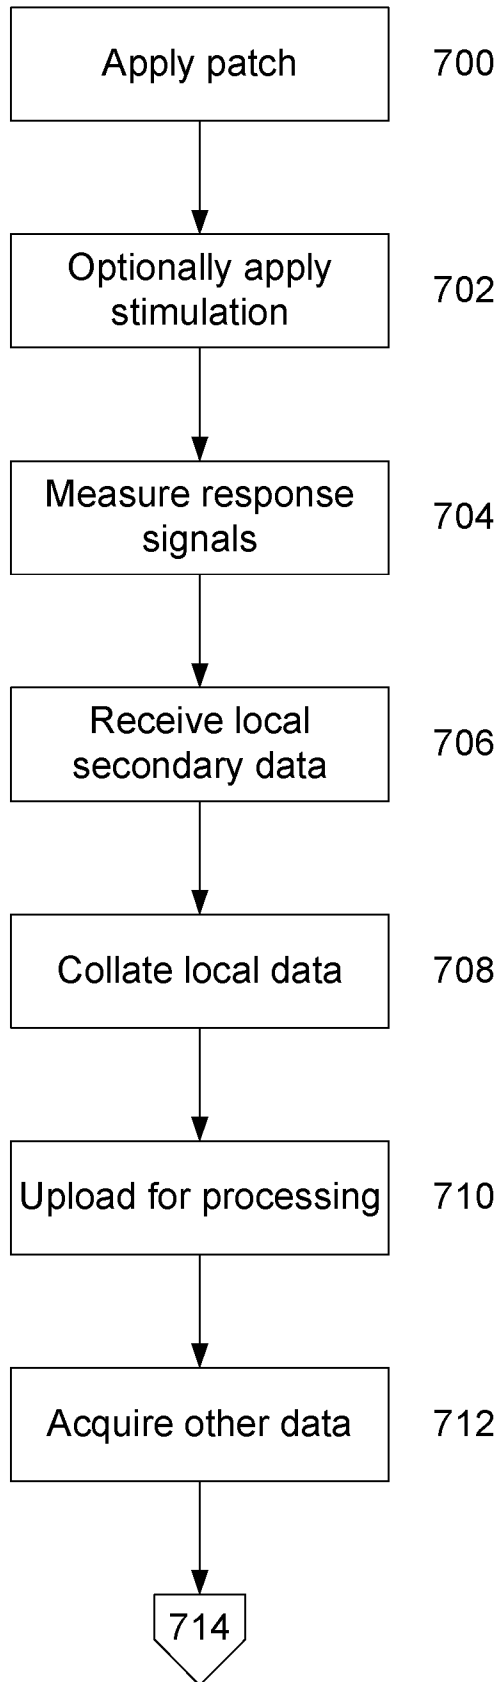 Apply patch 700
Optionally apply
stimulation 702
Measure response
signals 704
Receive local
secondary data 706
Collate local data 708
Upload for processing 710
Acquire other data 712
714